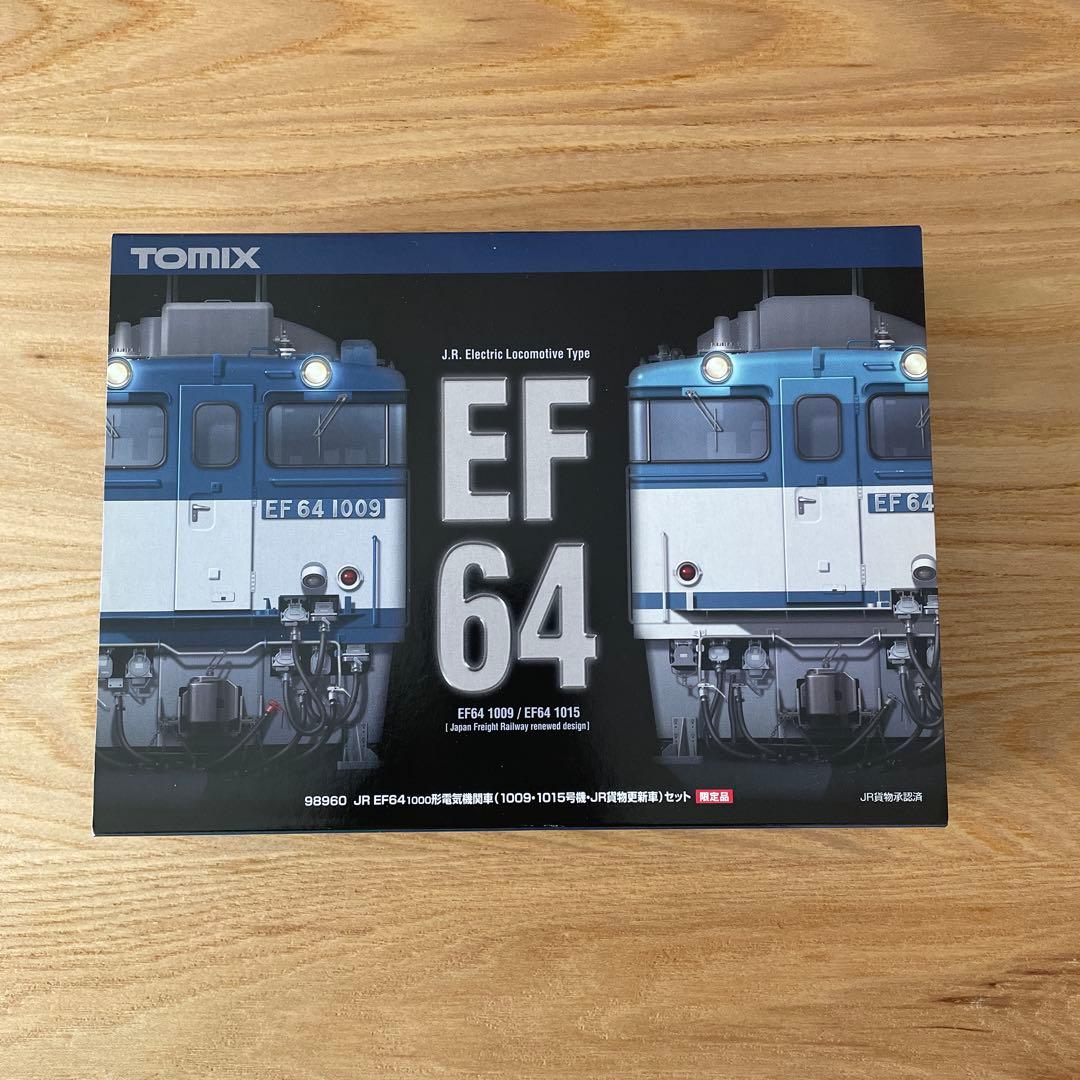 TOMIX
J.R. Electric Locomotive Type
EF
64
EF 64 1009
EF 64
EF64 1009 / EF64 1015
[ Japan Freight Railway renewed design ]
98960 JR EF64 1000形電気機関車(1009・1015号機・JR貨物更新車)セット 限定品
JR貨物承認済